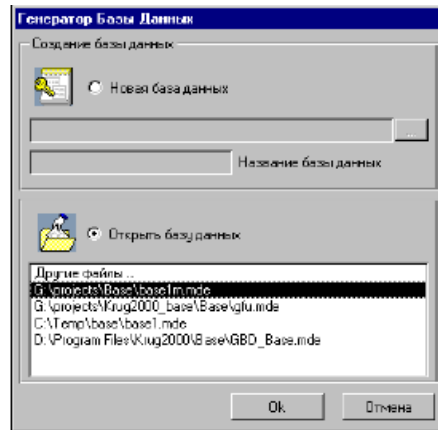 Генератор Базы Данных
Создание базы данных
Новая база данных
...
Название базы данных
Открыть базу данных
Другие файлы...
G:\projects\Base\base1m.mde
G:\projects\Krug2000_base\Base\gfu.mde
C:\Temp\base\base1.mde
D:\Program Files\Krug2000\Base\GBD_Base.mde
Ok
Отмена